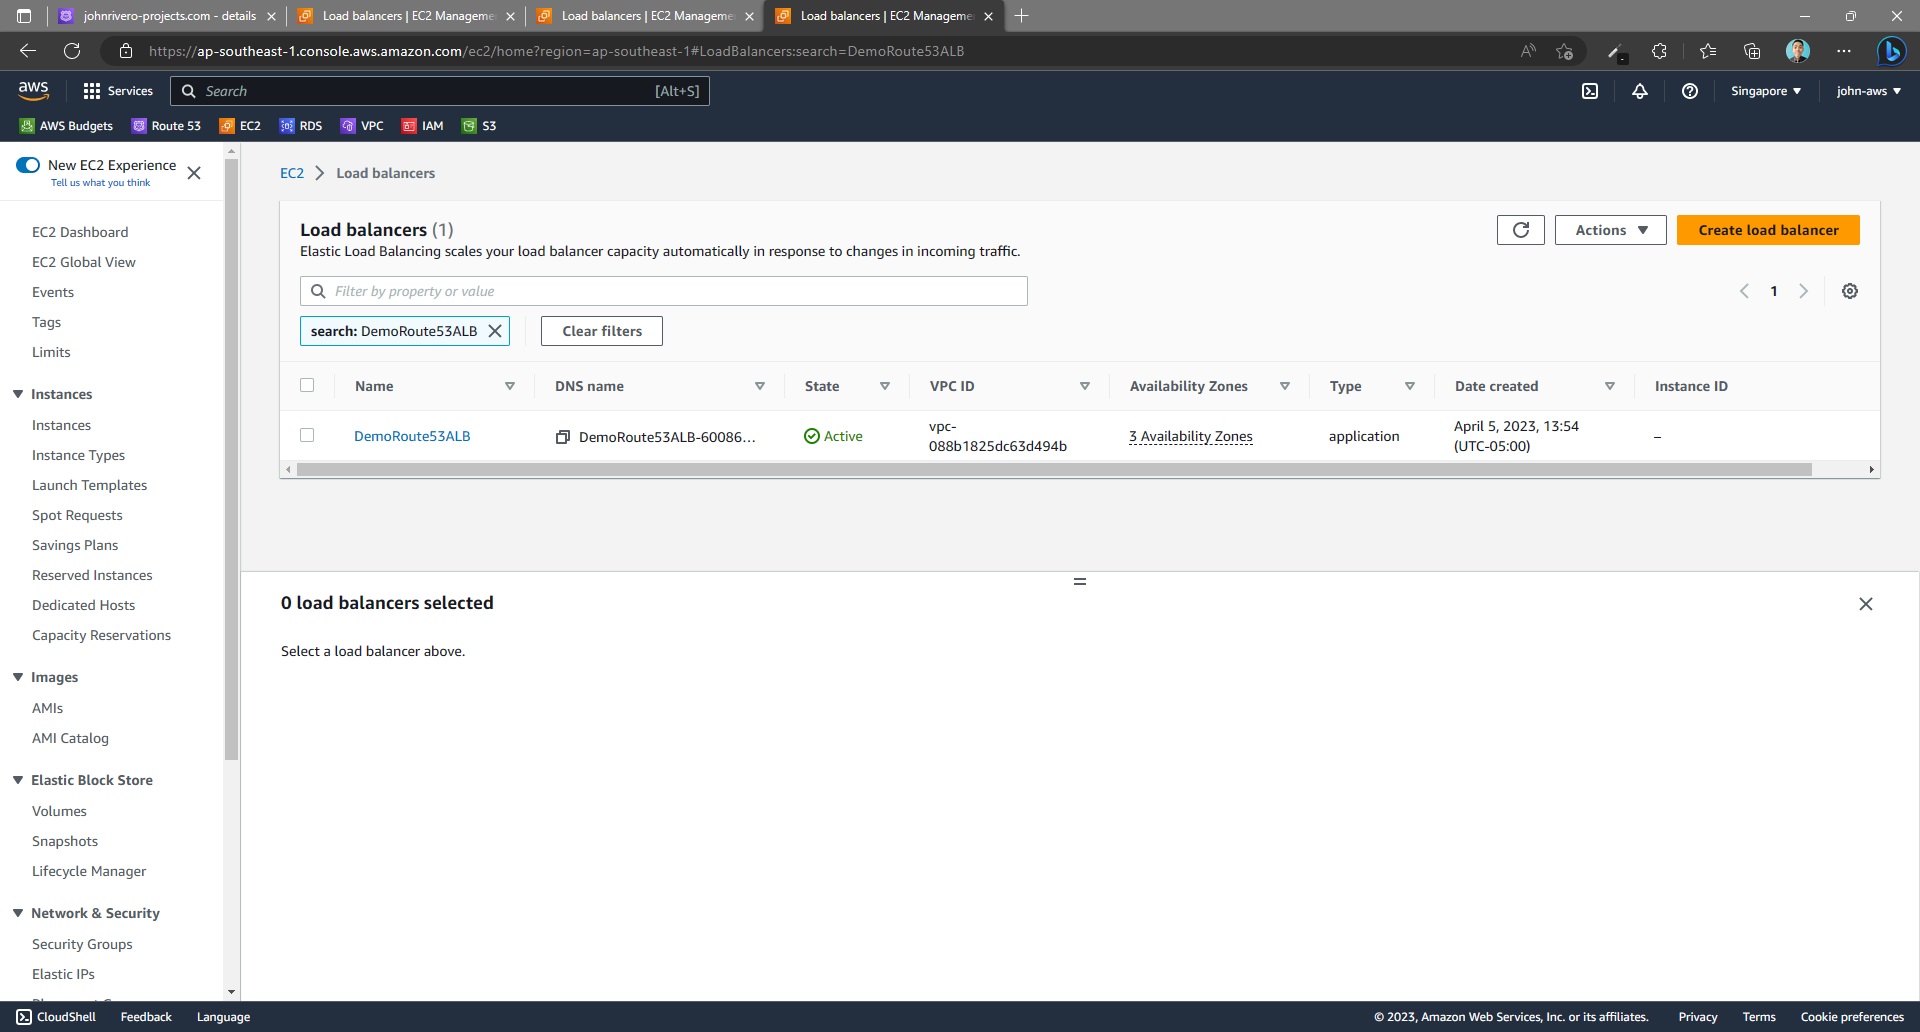 johnrivero-projects.com - details
Load balancers | EC2 Manageme
Load balancers | EC2 Manageme
Load balancers | EC2 Manageme
https://ap-southeast-1.console.aws.amazon.com/ec2/home?region=ap-southeast-1#LoadBalancers:search=DemoRoute53ALB
aws
Services
Search
[Alt+S]
Singapore
john-aws
AWS Budgets
Route 53
EC2
RDS
VPC
IAM
S3
New EC2 Experience
Tell us what you think
EC2 Dashboard
EC2 Global View
Events
Tags
Limits
Instances
Instances
Instance Types
Launch Templates
Spot Requests
Savings Plans
Reserved Instances
Dedicated Hosts
Capacity Reservations
Images
AMIs
AMI Catalog
Elastic Block Store
Volumes
Snapshots
Lifecycle Manager
Network & Security
Security Groups
Elastic IPs
EC2 > Load balancers
Load balancers (1)
Elastic Load Balancing scales your load balancer capacity automatically in response to changes in incoming traffic.
Actions
Create load balancer
Filter by property or value
1
search: DemoRoute53ALB
Clear filters
Name
DNS name
State
VPC ID
Availability Zones
Type
Date created
Instance ID
DemoRoute53ALB
DemoRoute53ALB-60086...
Active
vpc-
088b1825dc63d494b
3 Availability Zones
application
April 5, 2023, 13:54
(UTC-05:00)
–
0 load balancers selected
Select a load balancer above.
CloudShell
Feedback
Language
© 2023, Amazon Web Services, Inc. or its affiliates.
Privacy
Terms
Cookie preferences